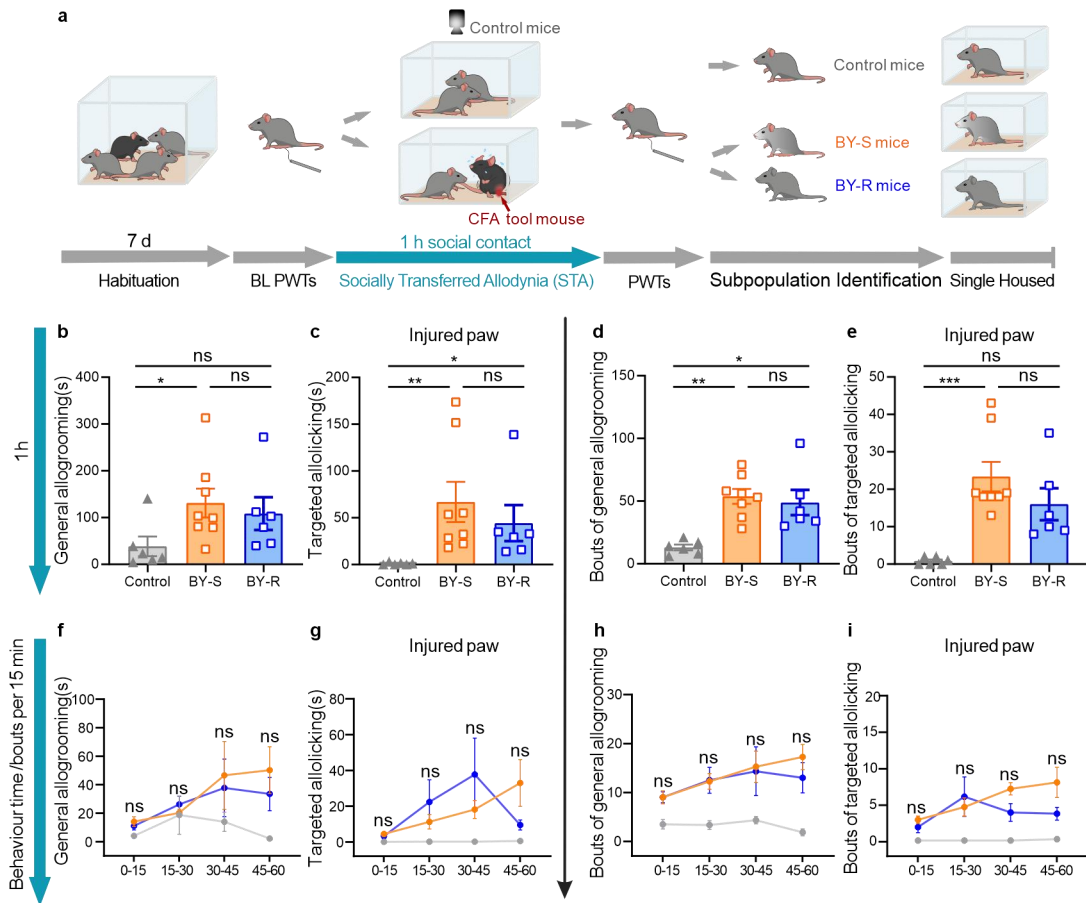 a
Control mice
Control mice
BY-S mice
BY-R mice
CFA tool mouse
7 d
1 h social contact
Habituation
BL PWTs
Socially Transferred Allodynia (STA)
PWTs
Subpopulation Identification
Single Housed
1h
b
General allogrooming(s)
400
300
200
100
0
ns
*
ns
Control
BY-S
BY-R
c
Injured paw
Targeted allolicking(s)
200
150
100
50
0
*
**
ns
Control
BY-S
BY-R
d
Bouts of general allogrooming
150
100
50
0
*
**
ns
Control
BY-S
BY-R
e
Injured paw
Bouts of targeted allolicking
50
40
30
20
10
0
ns
***
ns
Control
BY-S
BY-R
Behaviour time/bouts per 15 min
f
General allogrooming(s)
100
80
60
40
20
0
ns
ns
ns
ns
0-15
15-30
30-45
45-60
g
Injured paw
Targeted allolicking(s)
80
60
40
20
0
ns
ns
ns
ns
0-15
15-30
30-45
45-60
h
Bouts of general allogrooming
30
20
10
0
ns
ns
ns
ns
0-15
15-30
30-45
45-60
i
Injured paw
Bouts of targeted allolicking
20
15
10
5
0
ns
ns
ns
ns
0-15
15-30
30-45
45-60